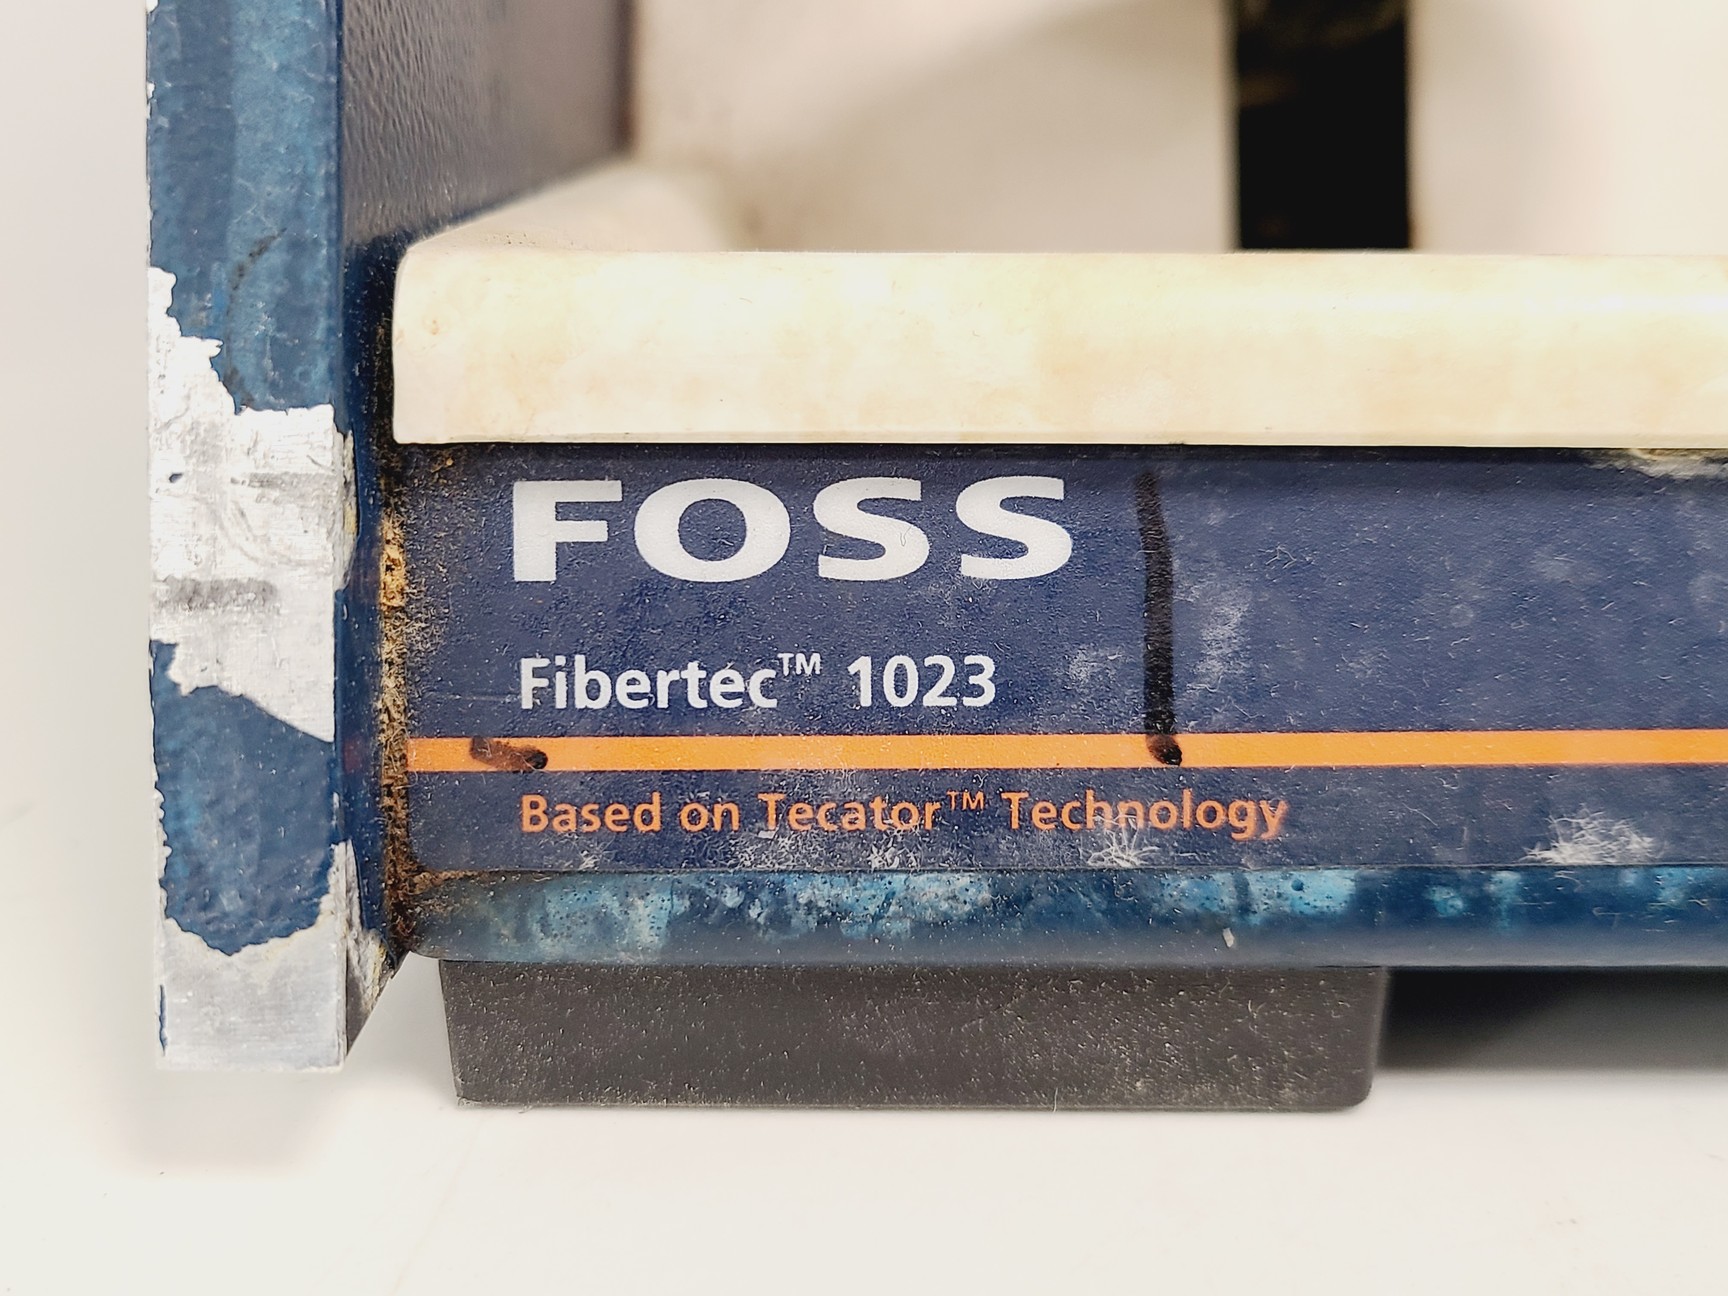 FOSS
Fibertec™ 1023
Based on Tecator™ Technology